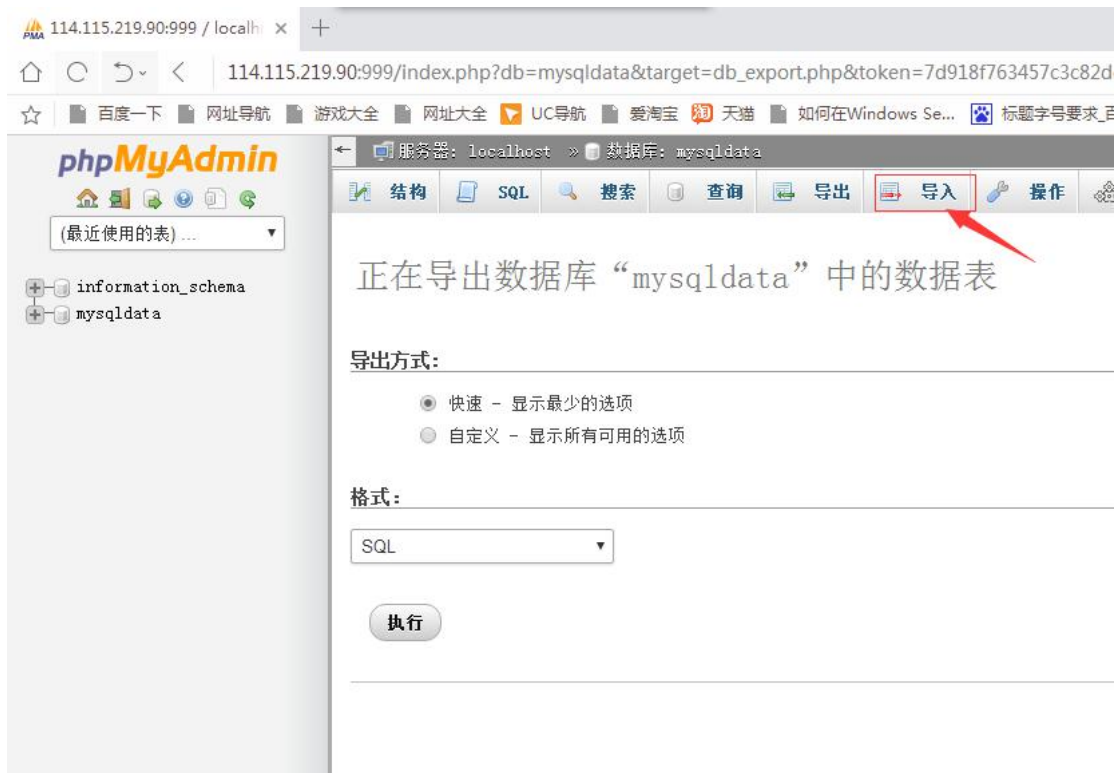 114.115.219.90:999 / localh
114.115.219.90:999/index.php?db=mysqldata&target=db_export.php&token=7d918f763457c3c82d
百度一下 网址导航 游戏大全 网址大全 UC导航 爱淘宝 天猫 如何在Windows Se... 标题字号要求_百
phpMyAdmin
(最近使用的表) ...
information_schema
mysqldata
服务器: localhost » 数据库: mysqldata
结构 SQL 搜索 查询 导出 导入 操作
正在导出数据库“mysqldata”中的数据表
导出方式:
快速 - 显示最少的选项
自定义 - 显示所有可用的选项
格式:
SQL
执行